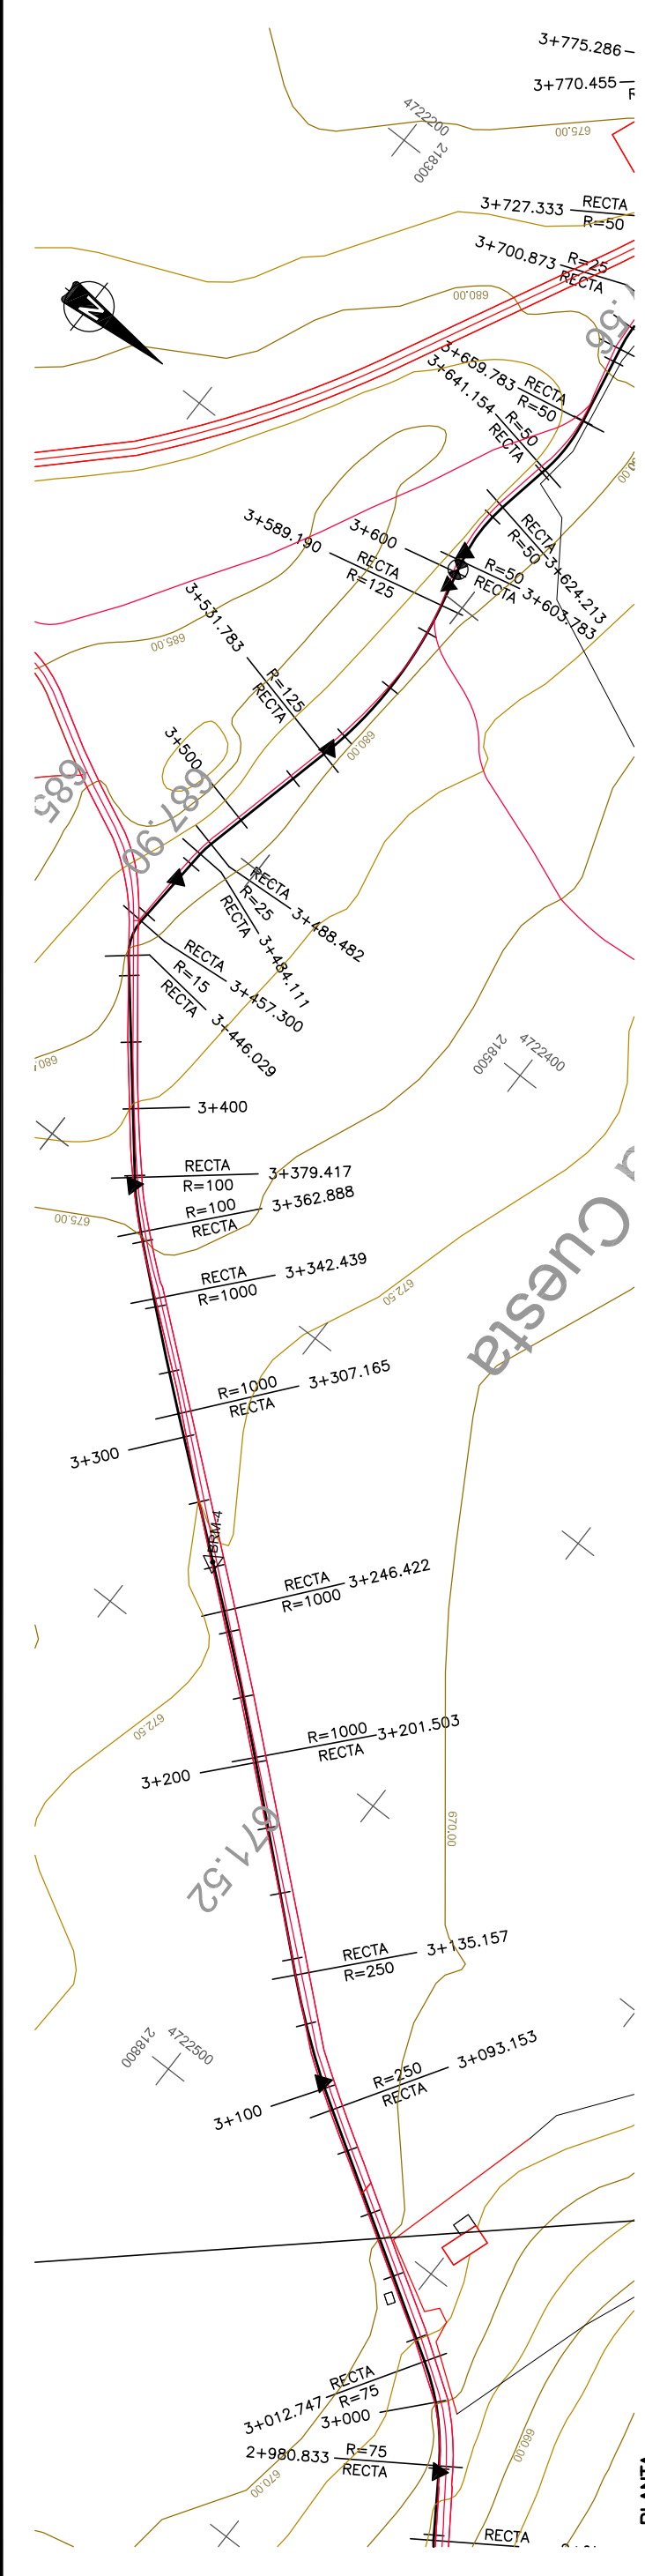 3+775.286
3+770.455
4722200
218300
675.00
3+727.333 RECTA
R=50
3+700.873 R=25
RECTA
680.00
N
3+659.783 RECTA
R=50
3+641.154 R=50
RECTA
3+589.190 RECTA
R=125
3+600
RECTA
R=50 3+624.213
R=50
RECTA 3+603.783
3+531.783 R=125
RECTA
685.00
3+500
680.00
685
687.90
RECTA
R=25 3+488.482
RECTA 3+484.111
RECTA
R=15 3+457.300
RECTA 3+446.029
218500
4722400
3+400
RECTA
R=100 3+379.417
R=100
RECTA 3+362.888
675.00
RECTA
R=1000 3+342.439
672.50
Cuesta
R=1000
RECTA 3+307.165
3+300
BRM-4
RECTA
R=1000 3+246.422
672.50
R=1000
RECTA 3+201.503
3+200
670.00
671.52
RECTA
R=250 3+135.157
218800
4722500
R=250
RECTA 3+093.153
3+100
3+012.747 RECTA
R=75
3+000
2+980.833 R=75
RECTA
670.00
660.00
RECTA
PLANTA